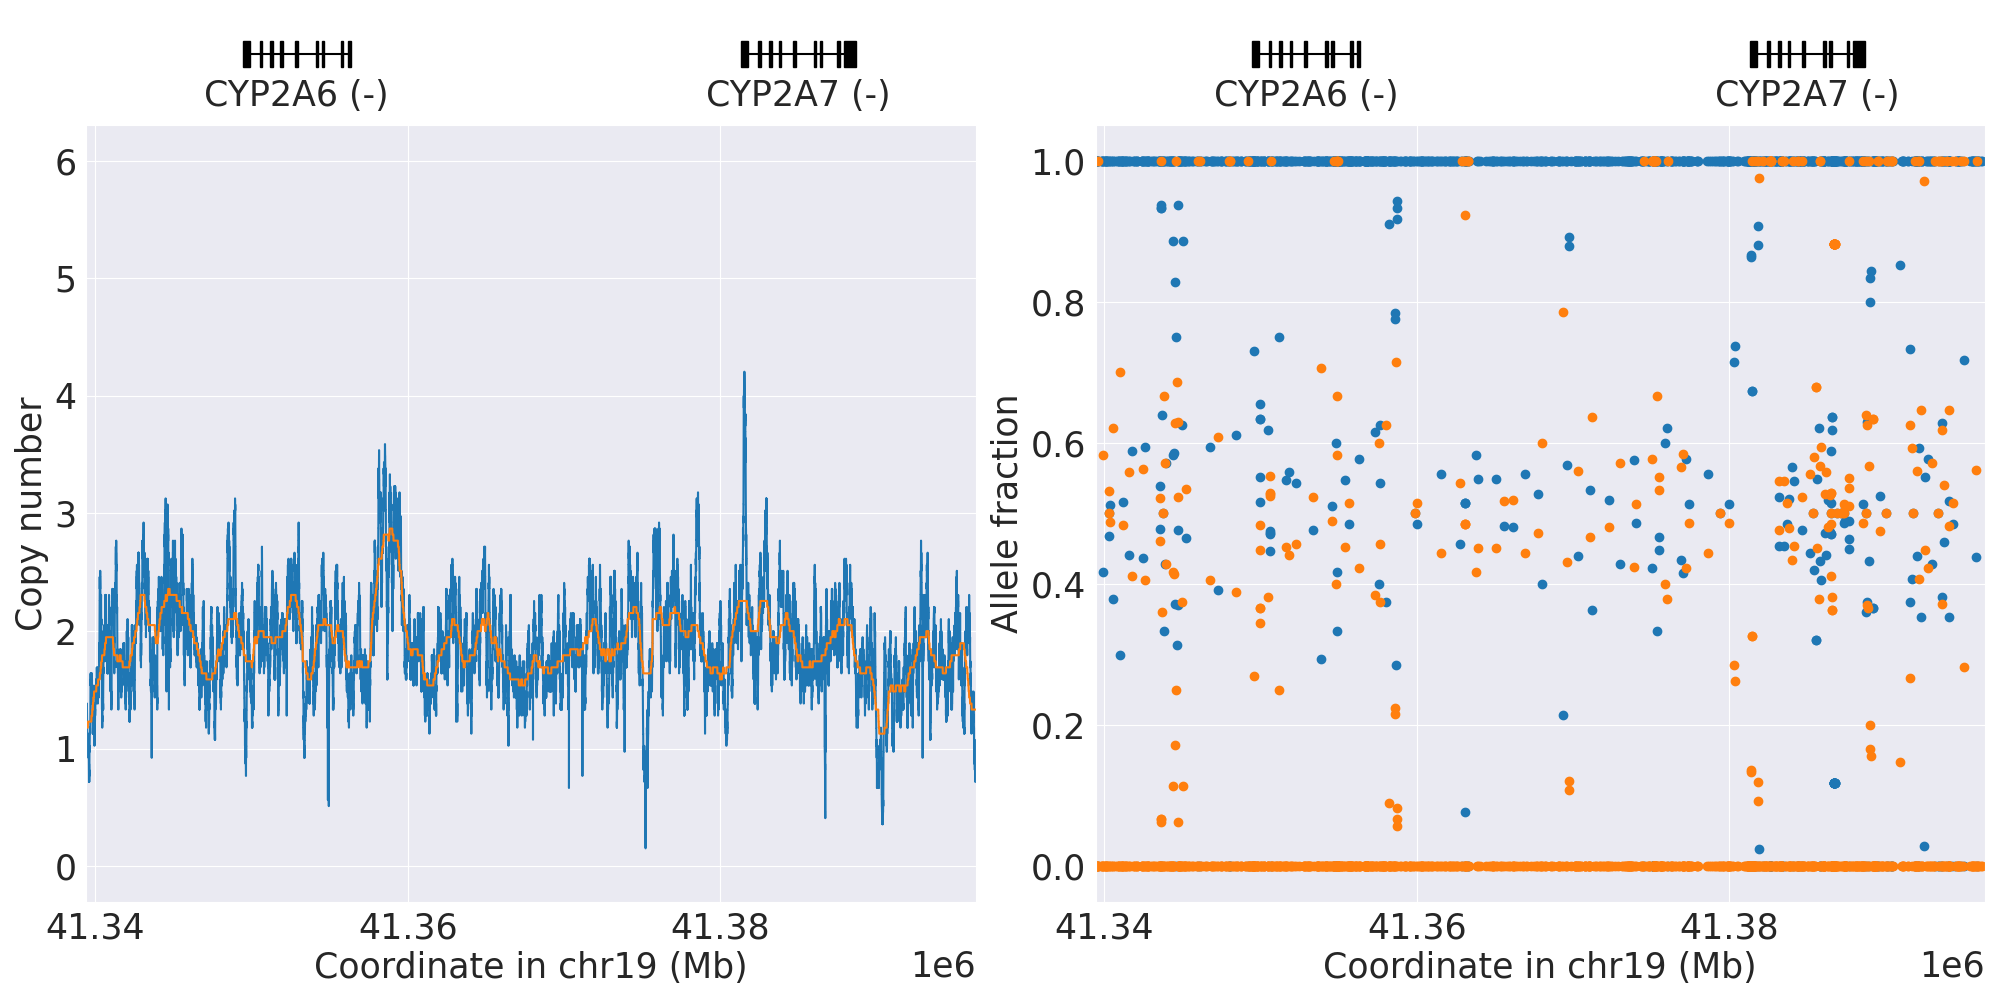 CYP2A6 (-) CYP2A7 (-)
6
5
4
3
2
1
0
Copy number
41.34 41.36 41.38
Coordinate in chr19 (Mb) 1e6
CYP2A6 (-) CYP2A7 (-)
1.0
0.8
0.6
0.4
0.2
0.0
Allele fraction
41.34 41.36 41.38
Coordinate in chr19 (Mb) 1e6